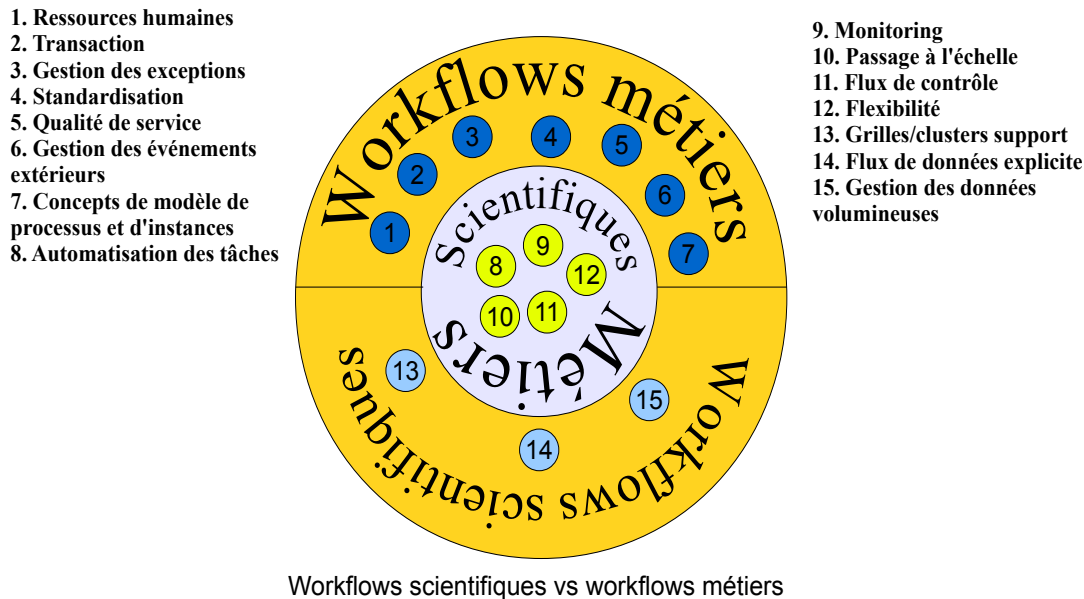 1. Ressources humaines
2. Transaction
3. Gestion des exceptions
4. Standardisation
5. Qualité de service
6. Gestion des événements
extérieurs
7. Concepts de modèle de
processus et d'instances
8. Automatisation des tâches
9. Monitoring
10. Passage à l'échelle
11. Flux de contrôle
12. Flexibilité
13. Grilles/clusters support
14. Flux de données explicite
15. Gestion des données
volumineuses
Workflows métiers
3
4
5
2
6
1
7
Scientifiques
9
8
12
10
11
Métiers
13
15
14
Workflows scientifiques
Workflows scientifiques vs workflows métiers